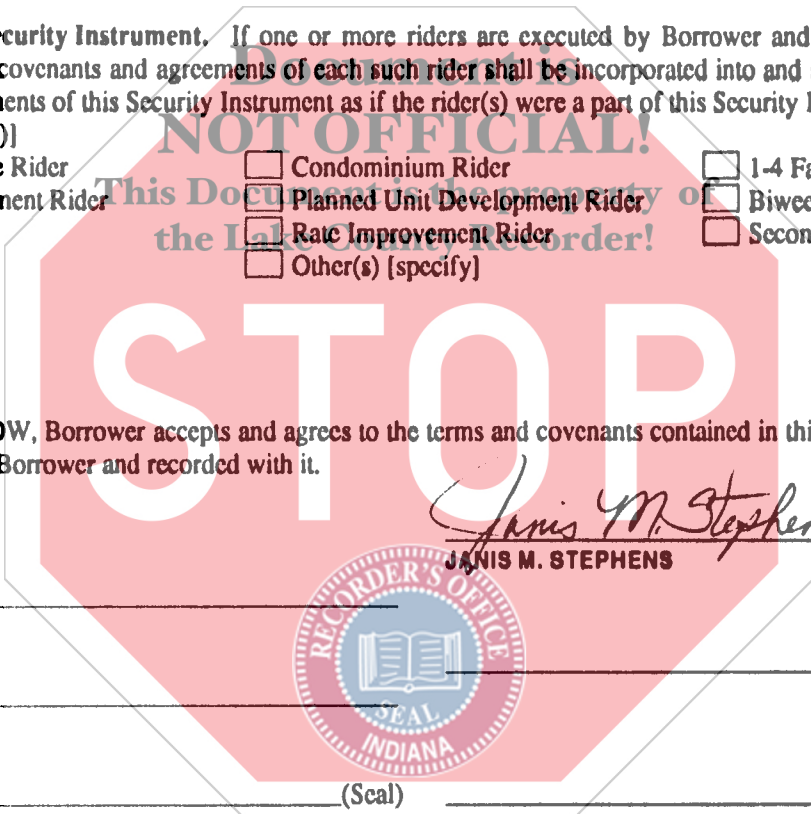 curity Instrument. If one or more riders are executed by Borrower and
covenants and agreements of each such rider shall be incorporated into and
ents of this Security Instrument as if the rider(s) were a part of this Security
)]
Rider Condominium Rider 1-4 Fa
ment Rider Planned Unit Development Rider Biwee
Rate Improvement Rider Secon
Other(s) [specify]
Document is
NOT OFFICIAL!
This Document is the property of
the Lake County Recorder!
STOP
OW, Borrower accepts and agrees to the terms and covenants contained in thi
Borrower and recorded with it.
Janis M. Stephen
JANIS M. STEPHENS
RECORDER'S OFFICE
SEAL
INDIANA
(Seal)